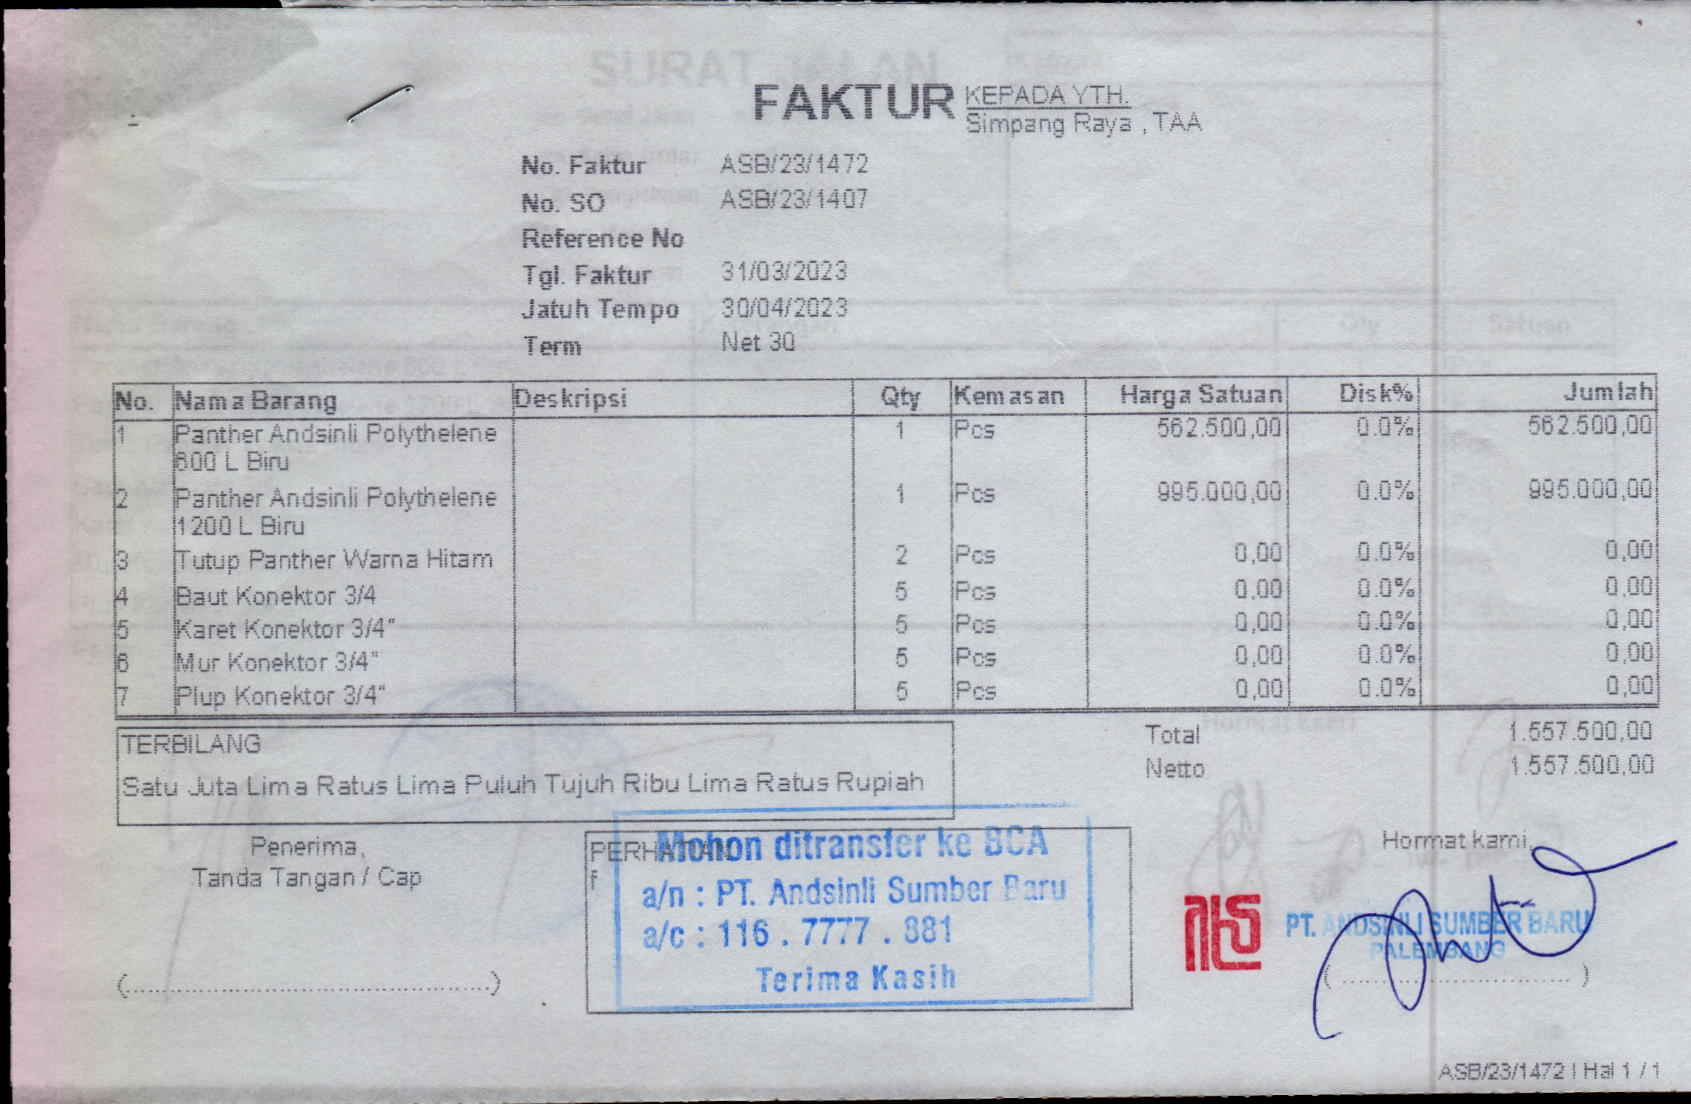 FAKTUR
KEPADA YTH.
Simpang Raya , TAA
No. Faktur ASB/23/1472
No. SO ASB/23/1407
Reference No
Tgl. Faktur 31/03/2023
Jatuh Tempo 30/04/2023
Term Net 30
No. Nama Barang Deskripsi Qty Kemasan Harga Satuan Disk% Jumlah
1 Panther Andsinli Polythelene 1 Pcs 562.500,00 0.0% 562.500,00
600 L Biru
2 Panther Andsinli Polythelene 1 Pcs 995.000,00 0.0% 995.000,00
1200 L Biru
3 Tutup Panther Warna Hitam 2 Pcs 0,00 0.0% 0,00
4 Baut Konektor 3/4 5 Pcs 0,00 0.0% 0,00
5 Karet Konektor 3/4" 5 Pcs 0,00 0.0% 0,00
6 Mur Konektor 3/4" 5 Pcs 0,00 0.0% 0,00
7 Plup Konektor 3/4" 5 Pcs 0,00 0.0% 0,00
Total 1.557.500,00
Netto 1.557.500,00
TERBILANG
Satu Juta Lima Ratus Lima Puluh Tujuh Ribu Lima Ratus Rupiah
Penerima,
Tanda Tangan / Cap
(..................................................)
PERHATIAN
f
Mohon ditransfer ke BCA
a/n : PT. Andsinli Sumber Baru
a/c : 116 . 7777 . 881
Terima Kasih
Hormat kami,
PT. ANDSINLI SUMBER BARU
PALEMBANG
(..............................)
ASB/23/1472 | Hal 1 / 1
SURAT JALAN